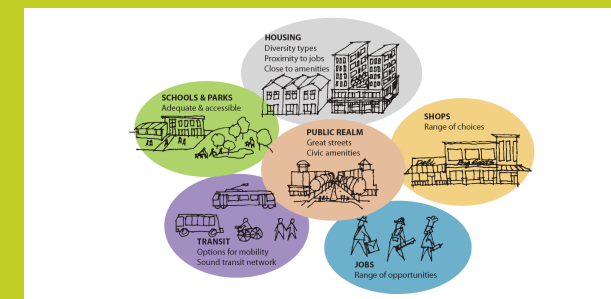 HOUSING
Diversity types
Proximity to jobs
Close to amenities
SCHOOLS & PARKS
Adequate & accessible
PUBLIC REALM
Great streets
Civic amenities
SHOPS
Range of choices
TRANSIT
Options for mobility
Sound transit network
JOBS
Range of opportunities